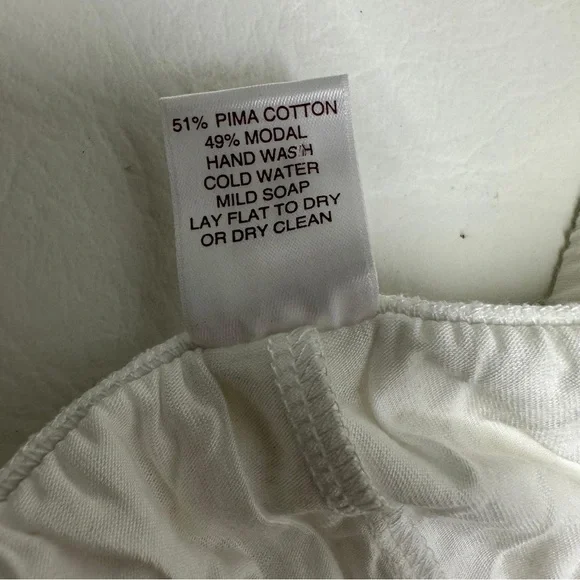 51% PIMA COTTON
49% MODAL
HAND WASH
COLD WATER
MILD SOAP
LAY FLAT TO DRY
OR DRY CLEAN